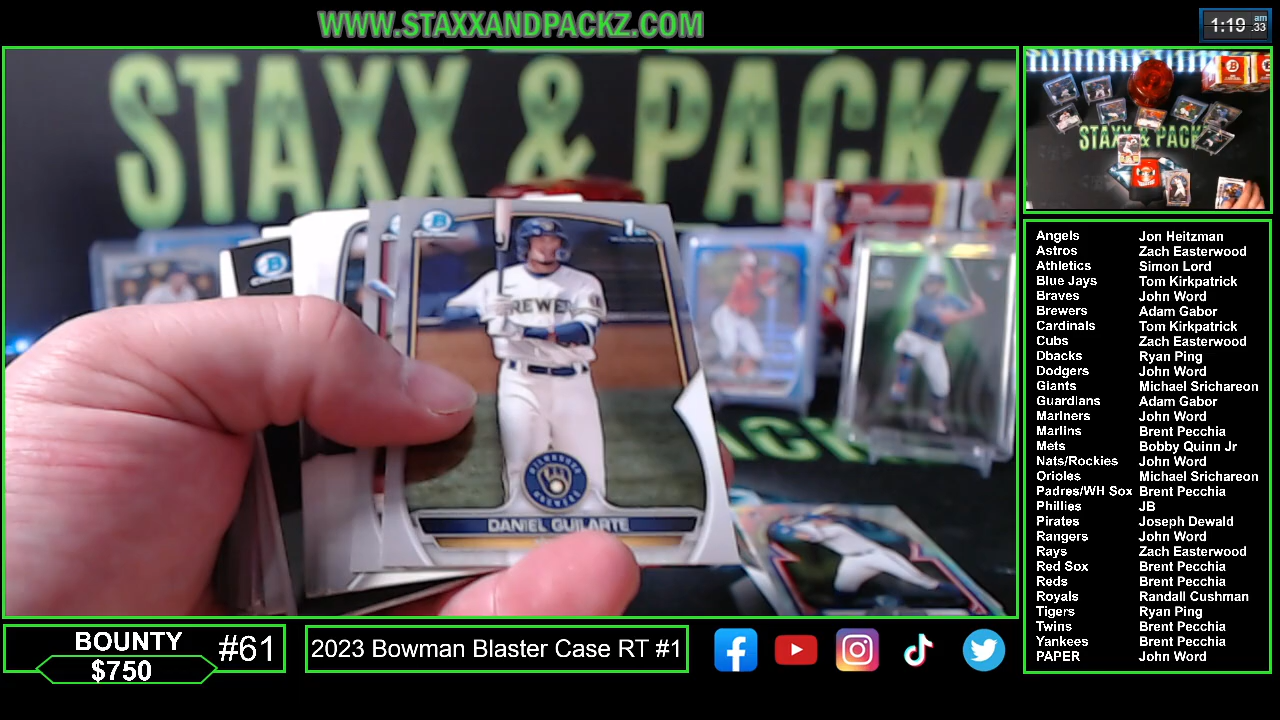 WWW.STAXXANDPACKZ.COM
1:19 am :33
STAXX & PACKZ
STAXX & PACK
BREWE
DANIEL GUILARTE
Angels Jon Heitzman
Astros Zach Easterwood
Athletics Simon Lord
Blue Jays Tom Kirkpatrick
Braves John Word
Brewers Adam Gabor
Cardinals Tom Kirkpatrick
Cubs Zach Easterwood
Dbacks Ryan Ping
Dodgers John Word
Giants Michael Srichareon
Guardians Adam Gabor
Mariners John Word
Marlins Brent Pecchia
Mets Bobby Quinn Jr
Nats/Rockies John Word
Orioles Michael Srichareon
Padres/WH Sox Brent Pecchia
Phillies JB
Pirates Joseph Dewald
Rangers John Word
Rays Zach Easterwood
Red Sox Brent Pecchia
Reds Brent Pecchia
Royals Randall Cushman
Tigers Ryan Ping
Twins Brent Pecchia
Yankees Brent Pecchia
PAPER John Word
BOUNTY #61
$750
2023 Bowman Blaster Case RT #1